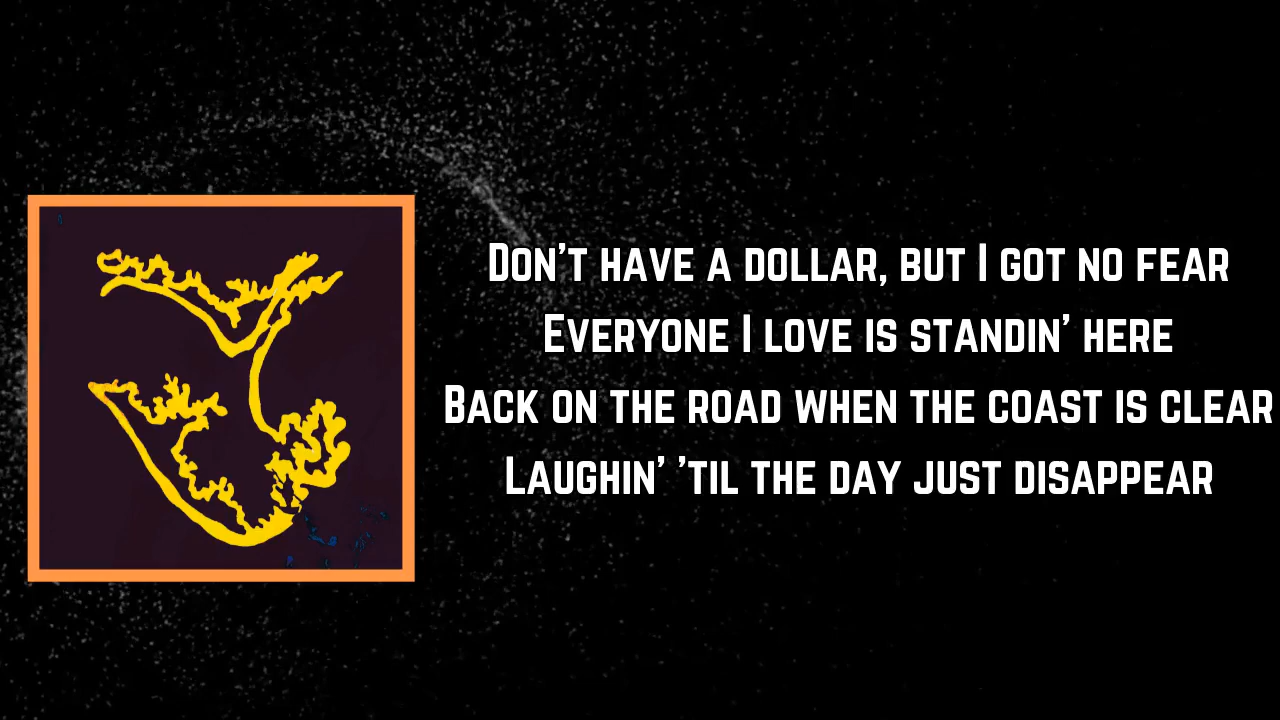 Don't have a dollar, but I got no fear
Everyone I love is standin' here
Back on the road when the coast is clear
Laughin' 'til the day just disappear